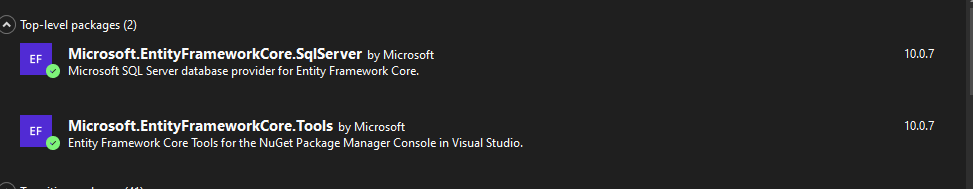 Top-level packages (2)
EF
Microsoft.EntityFrameworkCore.SqlServer by Microsoft
10.0.7
Microsoft SQL Server database provider for Entity Framework Core.
EF
Microsoft.EntityFrameworkCore.Tools by Microsoft
10.0.7
Entity Framework Core Tools for the NuGet Package Manager Console in Visual Studio.